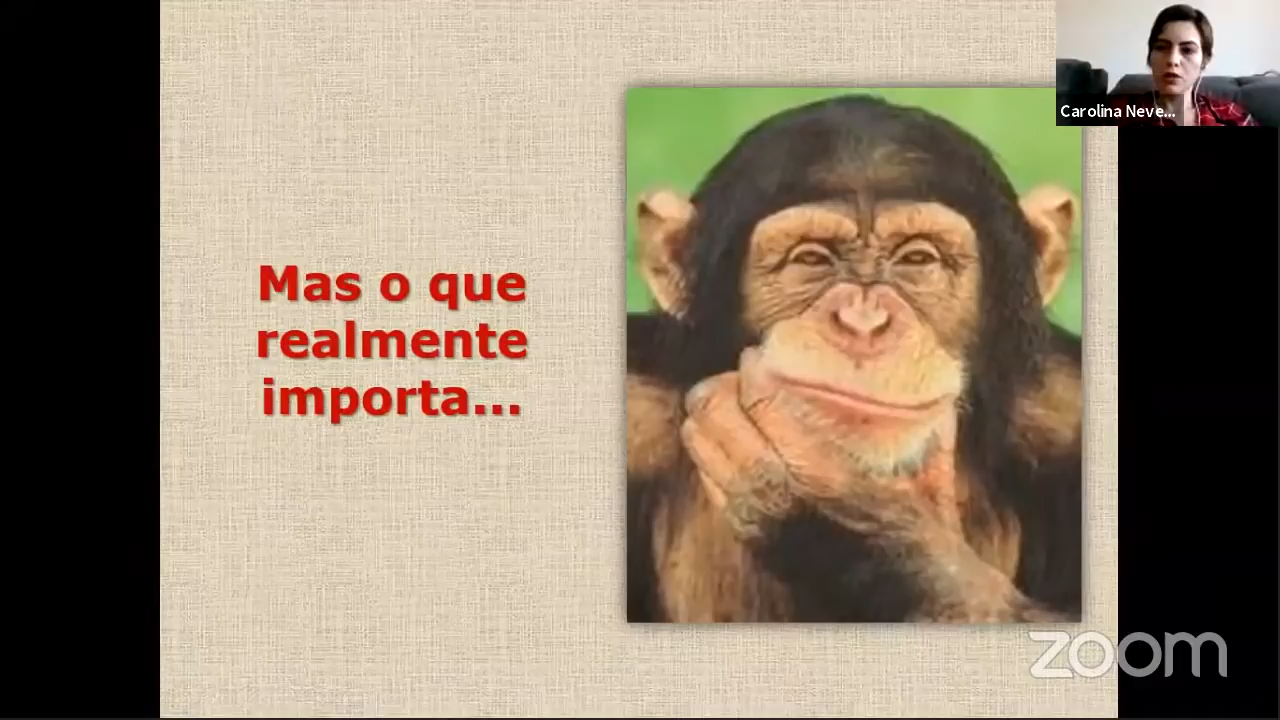 Carolina Neve...
Mas o que
realmente
importa...
zoom